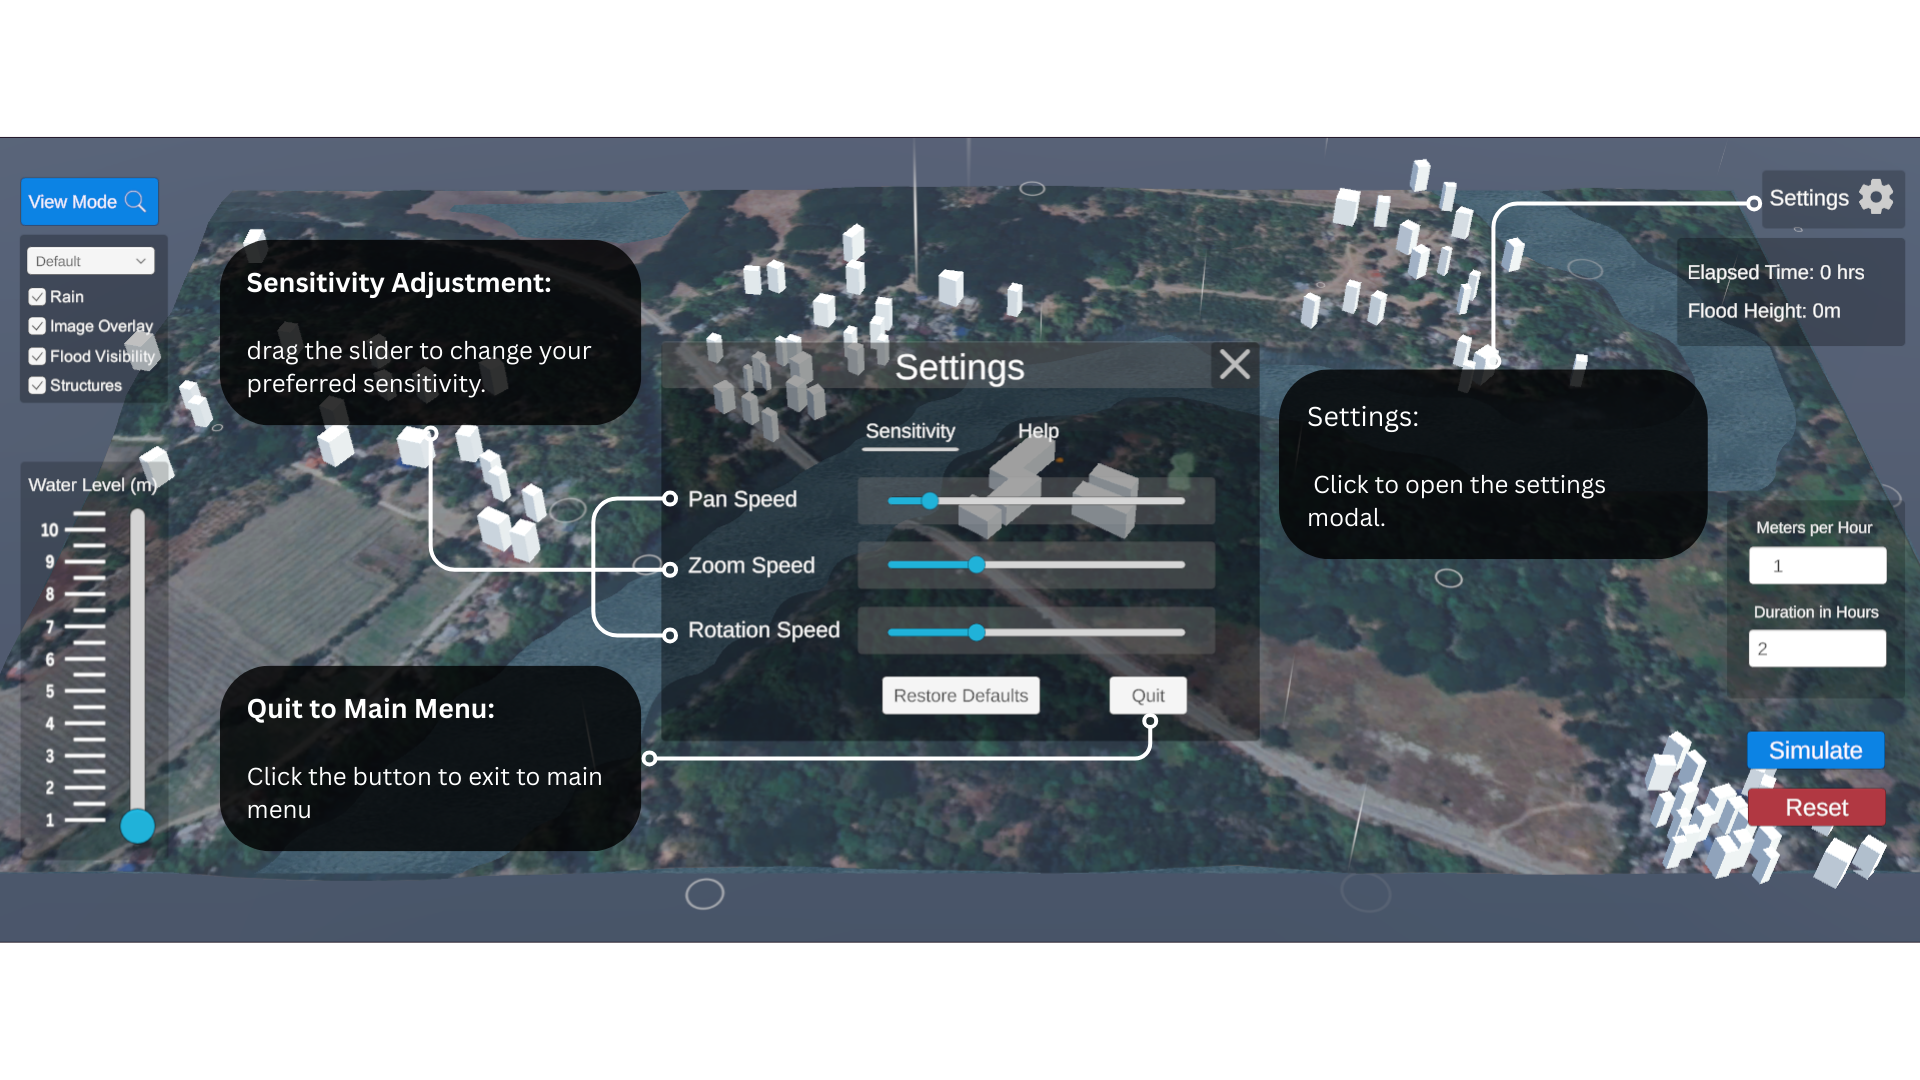 View Mode
Default
Rain
Image Overlay
Flood Visibility
Structures
Water Level (m)
10
9
8
7
6
5
4
3
2
1
Sensitivity Adjustment:
drag the slider to change your
preferred sensitivity.
Quit to Main Menu:
Click the button to exit to main
menu
Settings
Sensitivity
Help
Pan Speed
Zoom Speed
Rotation Speed
Restore Defaults
Quit
Settings:
Click to open the settings
modal.
Settings
Elapsed Time: 0 hrs
Flood Height: 0m
Meters per Hour
1
Duration in Hours
2
Simulate
Reset